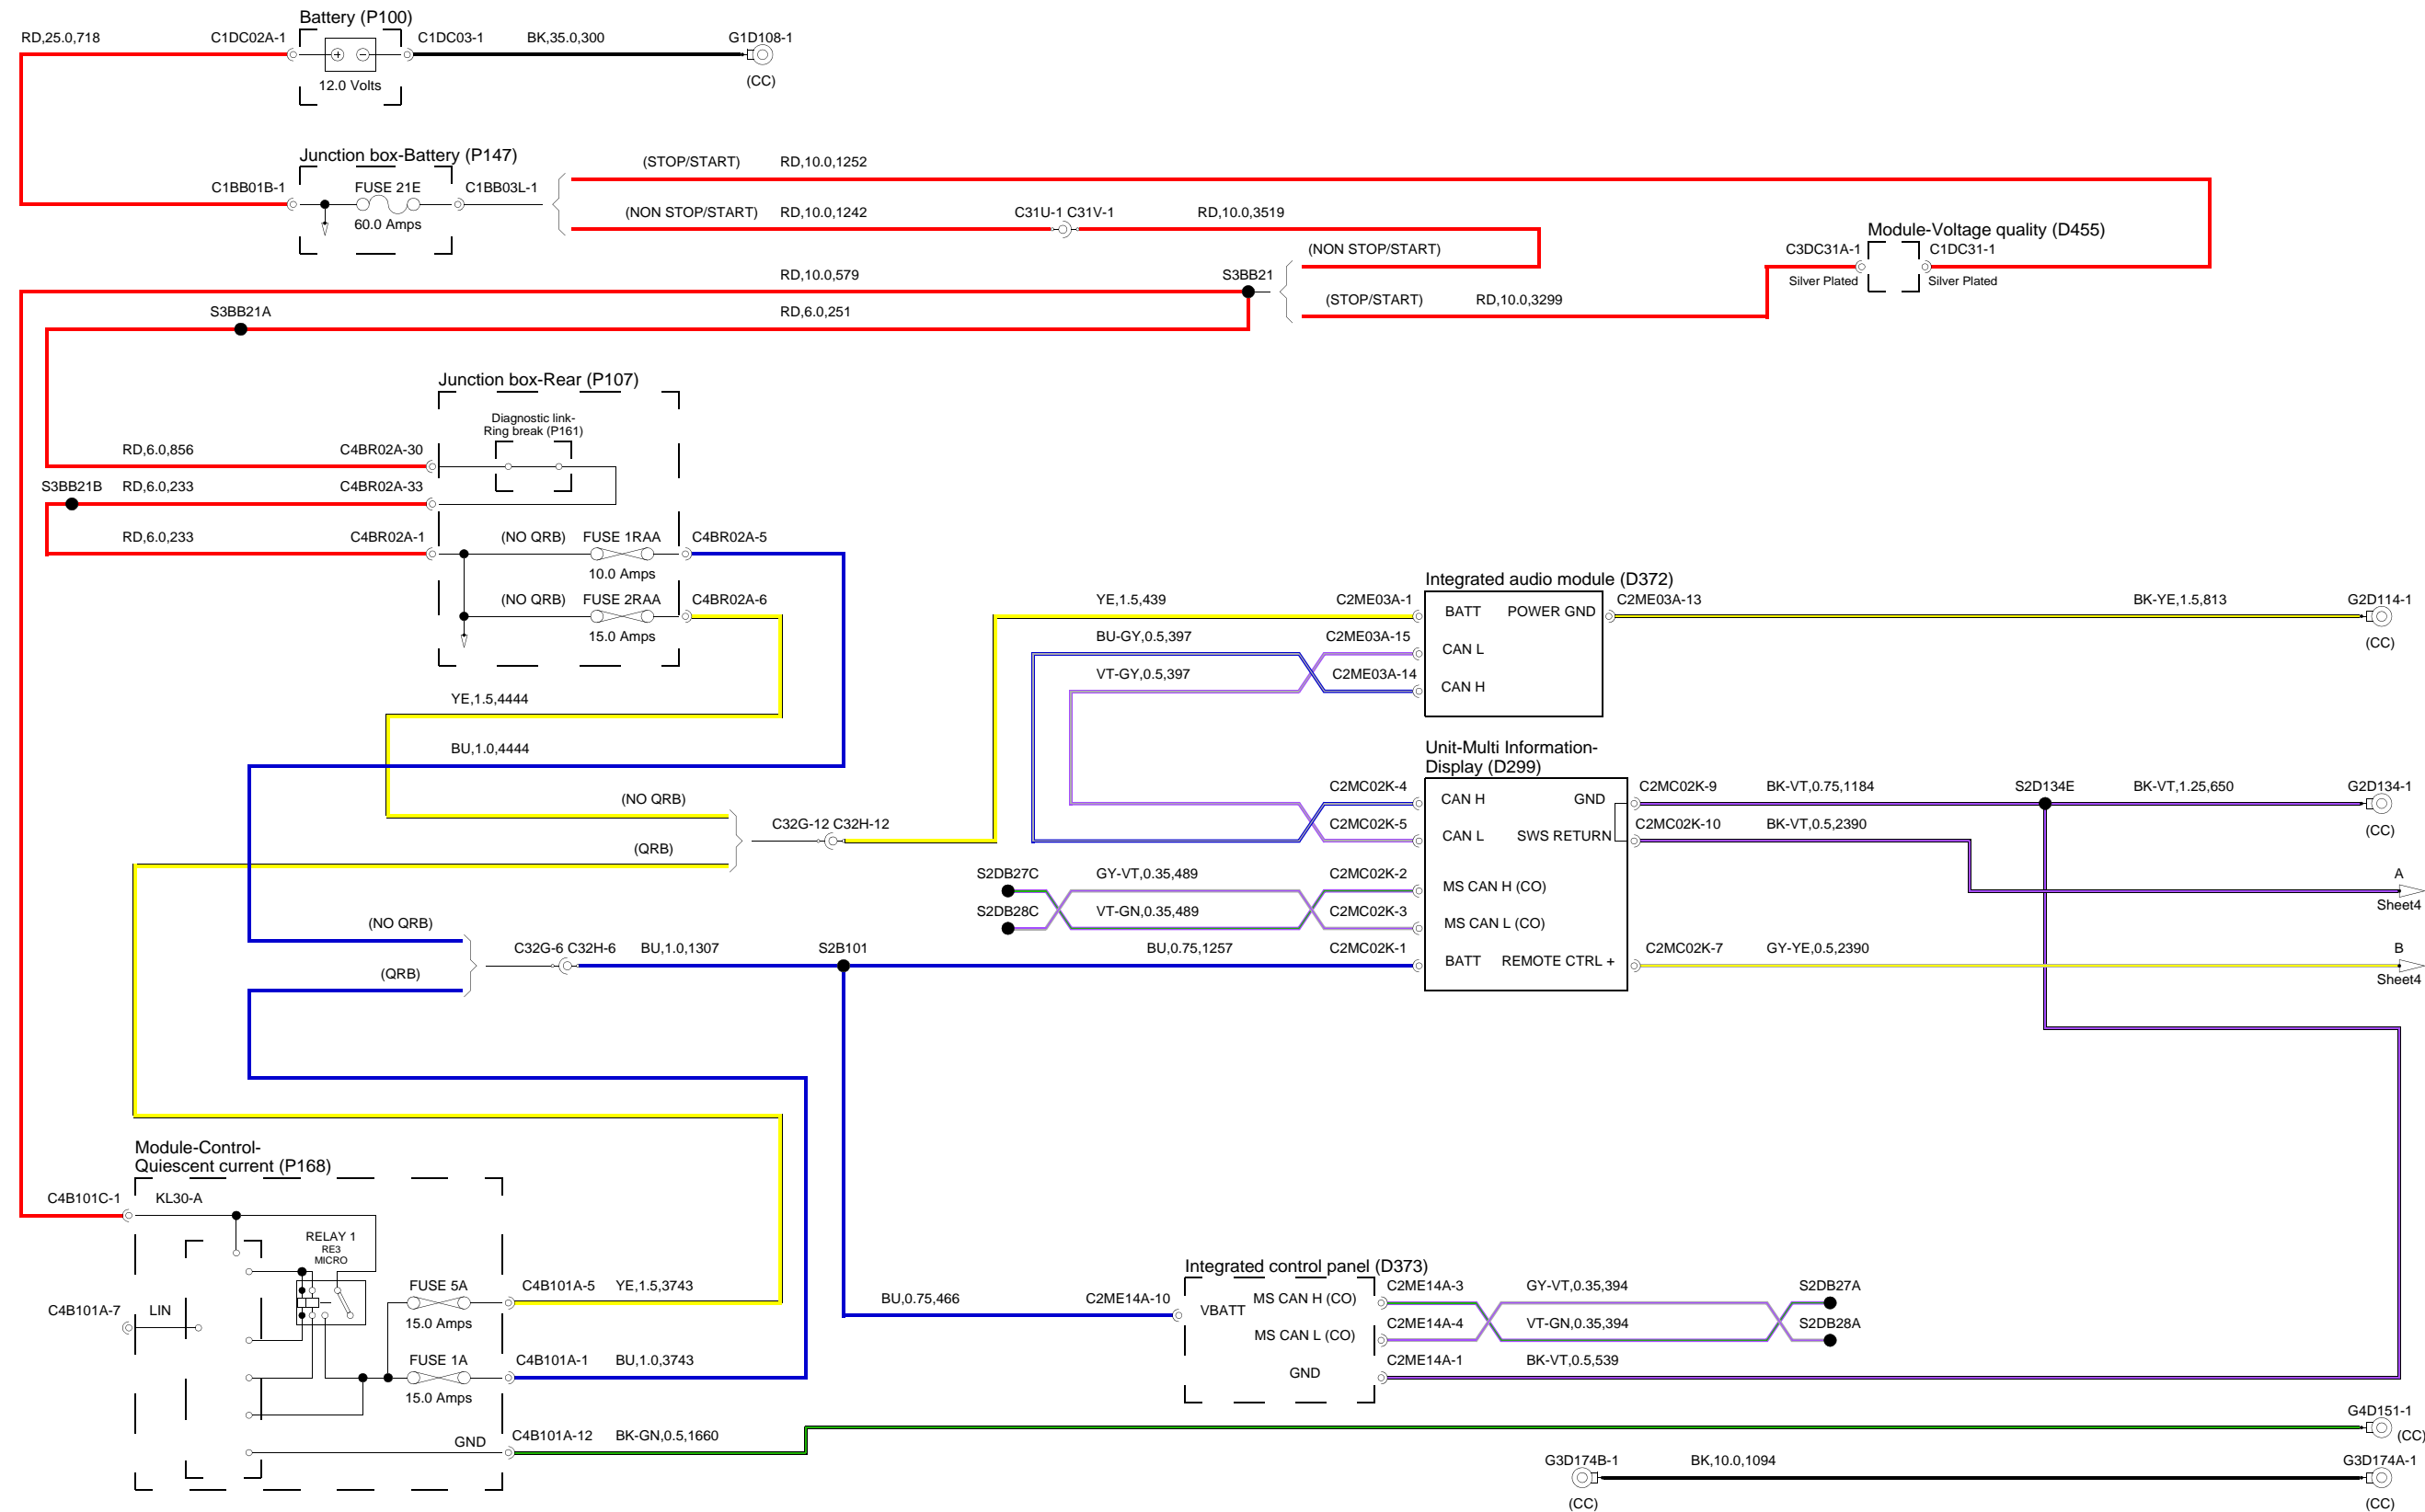 Battery (P100)
RD,25.0,718
C1DC02A-1
C1DC03-1
BK,35.0,300
G1D108-1
12.0 Volts
(CC)
Junction box-Battery (P147)
(STOP/START)
RD,10.0,1252
C1BB01B-1
FUSE 21E
C1BB03L-1
60.0 Amps
(NON STOP/START)
RD,10.0,1242
C31U-1 C31V-1
RD,10.0,3519
Module-Voltage quality (D455)
(NON STOP/START)
C3DC31A-1
C1DC31-1
RD,10.0,579
S3BB21
Silver Plated
Silver Plated
(STOP/START)
RD,10.0,3299
S3BB21A
RD,6.0,251
Junction box-Rear (P107)
Diagnostic link-
Ring break (P161)
RD,6.0,856
C4BR02A-30
S3BB21B
RD,6.0,233
C4BR02A-33
RD,6.0,233
C4BR02A-1
(NO QRB)
FUSE 1RAA
C4BR02A-5
10.0 Amps
(NO QRB)
FUSE 2RAA
C4BR02A-6
15.0 Amps
Integrated audio module (D372)
YE,1.5,439
C2ME03A-1
BATT
POWER GND
C2ME03A-13
BK-YE,1.5,813
G2D114-1
(CC)
BU-GY,0.5,397
C2ME03A-15
CAN L
VT-GY,0.5,397
C2ME03A-14
CAN H
YE,1.5,4444
BU,1.0,4444
Unit-Multi Information-
Display (D299)
C2MC02K-4
CAN H
GND
C2MC02K-9
BK-VT,0.75,1184
S2D134E
BK-VT,1.25,650
G2D134-1
(CC)
(NO QRB)
C32G-12 C32H-12
C2MC02K-5
CAN L
SWS RETURN
C2MC02K-10
BK-VT,0.5,2390
(QRB)
S2DB27C
GY-VT,0.35,489
C2MC02K-2
MS CAN H (CO)
A
Sheet4
S2DB28C
VT-GN,0.35,489
C2MC02K-3
MS CAN L (CO)
(NO QRB)
C32G-6 C32H-6
BU,1.0,1307
S2B101
BU,0.75,1257
C2MC02K-1
BATT
REMOTE CTRL +
C2MC02K-7
GY-YE,0.5,2390
B
Sheet4
(QRB)
Module-Control-
Quiescent current (P168)
C4B101C-1
KL30-A
RELAY 1
RE3
MICRO
FUSE 5A
C4B101A-5
YE,1.5,3743
15.0 Amps
C4B101A-7
LIN
FUSE 1A
C4B101A-1
BU,1.0,3743
15.0 Amps
GND
C4B101A-12
BK-GN,0.5,1660
Integrated control panel (D373)
BU,0.75,466
C2ME14A-10
VBATT
MS CAN H (CO)
C2ME14A-3
GY-VT,0.35,394
S2DB27A
MS CAN L (CO)
C2ME14A-4
VT-GN,0.35,394
S2DB28A
GND
C2ME14A-1
BK-VT,0.5,539
G4D151-1
(CC)
G3D174B-1
BK,10.0,1094
G3D174A-1
(CC)
(CC)